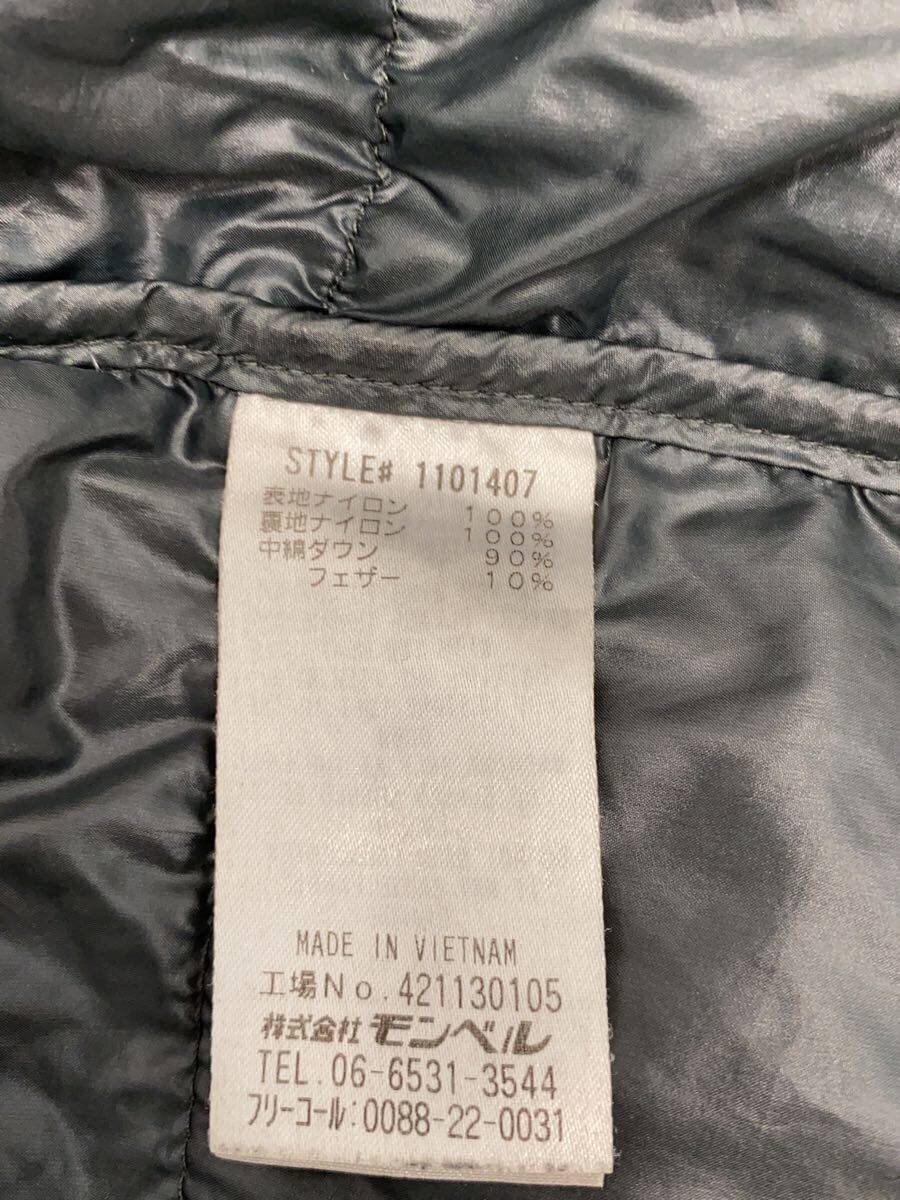 STYLE# 1101407
表地ナイロン 100%
裏地ナイロン 100%
中綿ダウン 90%
フェザー 10%
MADE IN VIETNAM
工場No.421130105
株式会社 モンベル
TEL.06-6531-3544
フリーコール:0088-22-0031